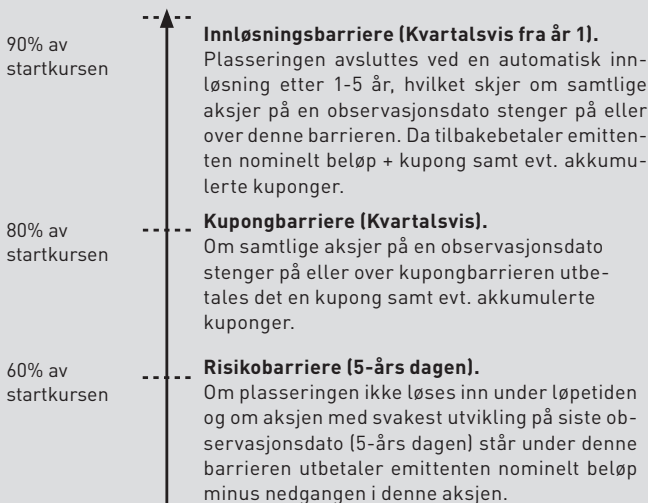 90% av
startkursen
Innløsningsbarriere (Kvartalsvis fra år 1).
Plasseringen avsluttes ved en automatisk inn-
løsning etter 1-5 år, hvilket skjer om samtlige
aksjer på en observasjonsdato stenger på eller
over denne barrieren. Da tilbakebetaler emitten-
ten nominelt beløp + kupong samt evt. akkumu-
lerte kuponger.
80% av
startkursen
Kupongbarriere (Kvartalsvis).
Om samtlige aksjer på en observasjonsdato
stenger på eller over kupongbarrieren utbe-
tales det en kupong samt evt. akkumulerte
kuponger.
60% av
startkursen
Risikobarriere (5-års dagen).
Om plasseringen ikke løses inn under løpetiden
og om aksjen med svakest utvikling på siste ob-
servasjonsdato (5-års dagen) står under denne
barrieren utbetaler emittenten nominelt beløp
minus nedgangen i denne aksjen.